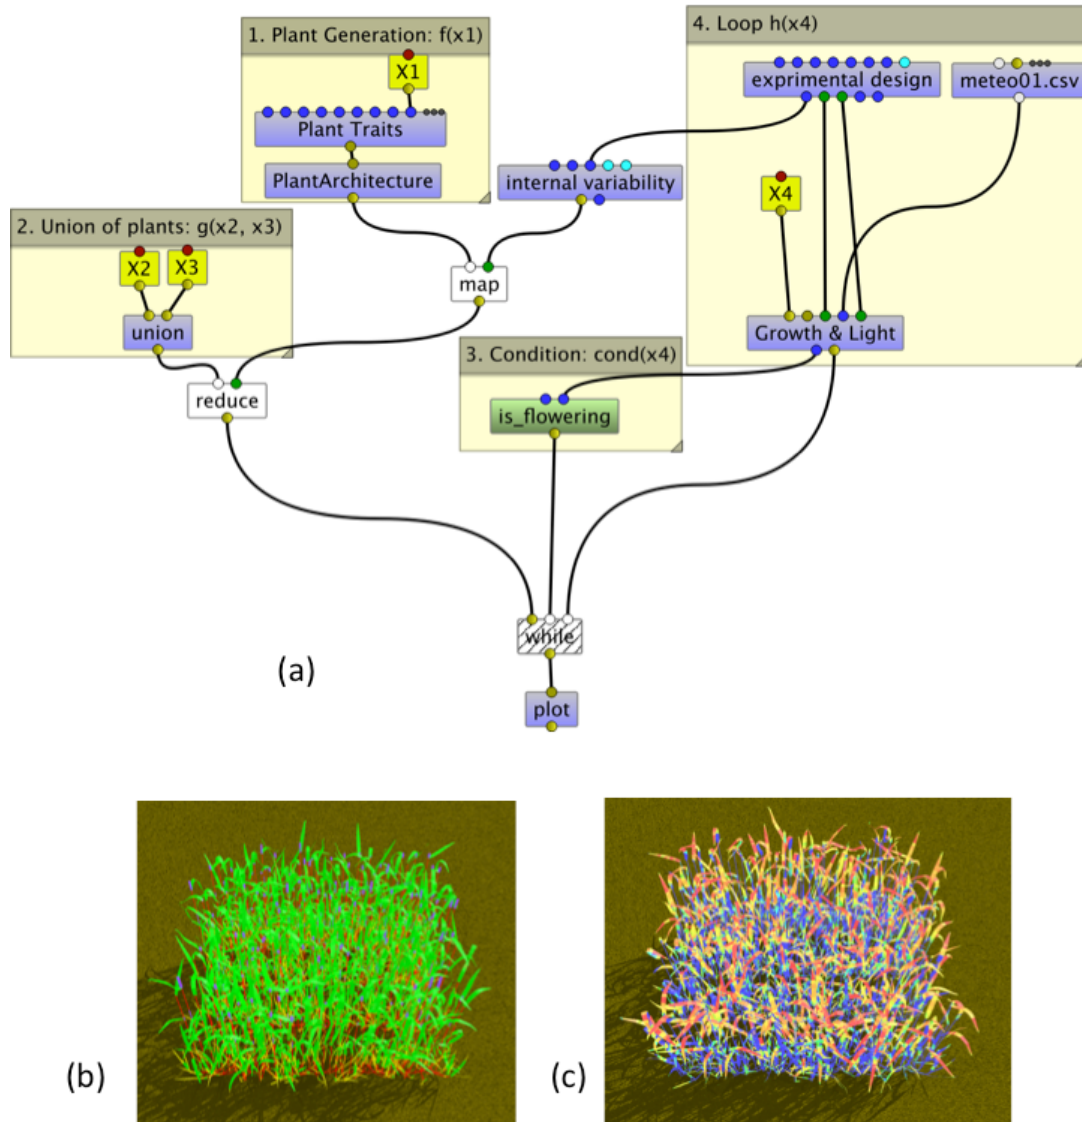 1. Plant Generation: f(x1)
X1
Plant Traits
PlantArchitecture
4. Loop h(x4)
exprimental design
meteo01.csv
internal variability
X4
2. Union of plants: g(x2, x3)
X2
X3
union
map
Growth & Light
3. Condition: cond(x4)
reduce
is_flowering
while
(a)
plot
(b)
(c)